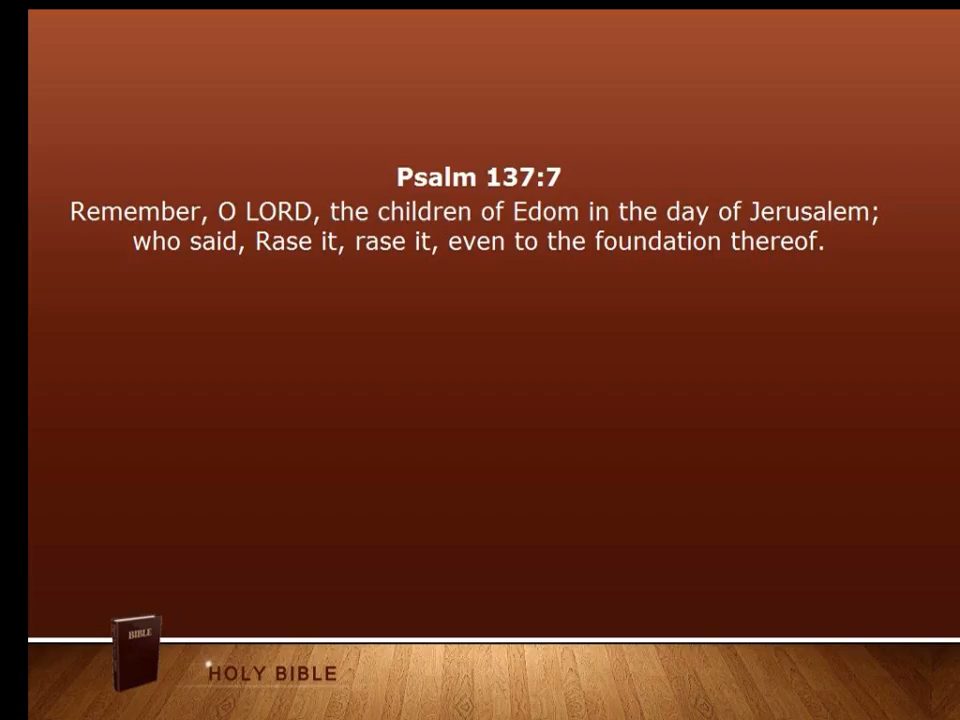 Psalm 137:7
Remember, O LORD, the children of Edom in the day of Jerusalem;
who said, Rase it, rase it, even to the foundation thereof.
BIBLE
HOLY BIBLE